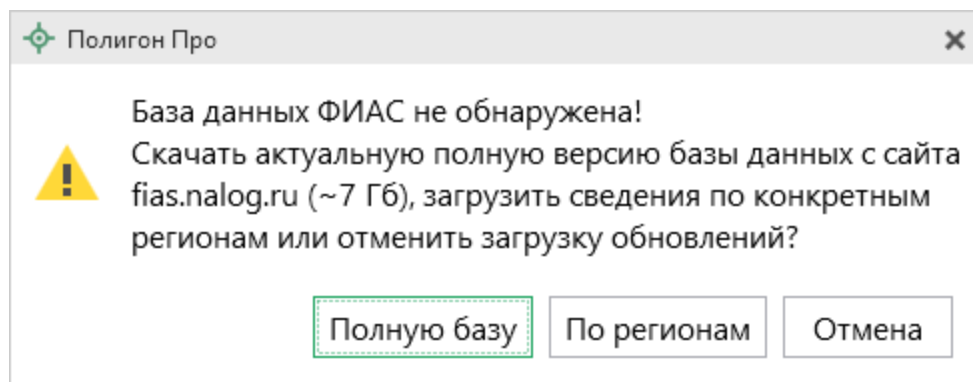 Полигон Про
База данных ФИАС не обнаружена!
Скачать актуальную полную версию базы данных с сайта
fias.nalog.ru (~7 Гб), загрузить сведения по конкретным
регионам или отменить загрузку обновлений?
Полную базу По регионам Отмена